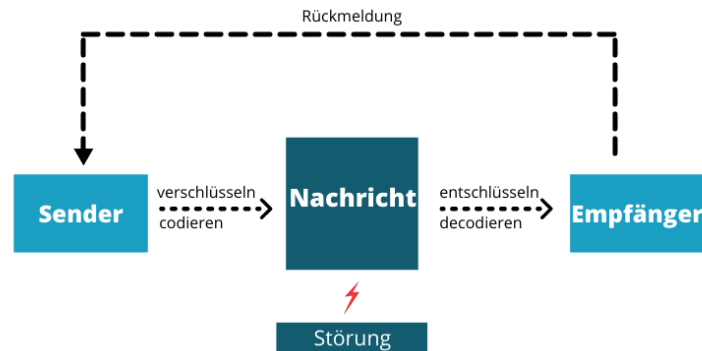 Rückmeldung
Sender
verschlüsseln
codieren
Nachricht
entschlüsseln
decodieren
Empfänger
Störung